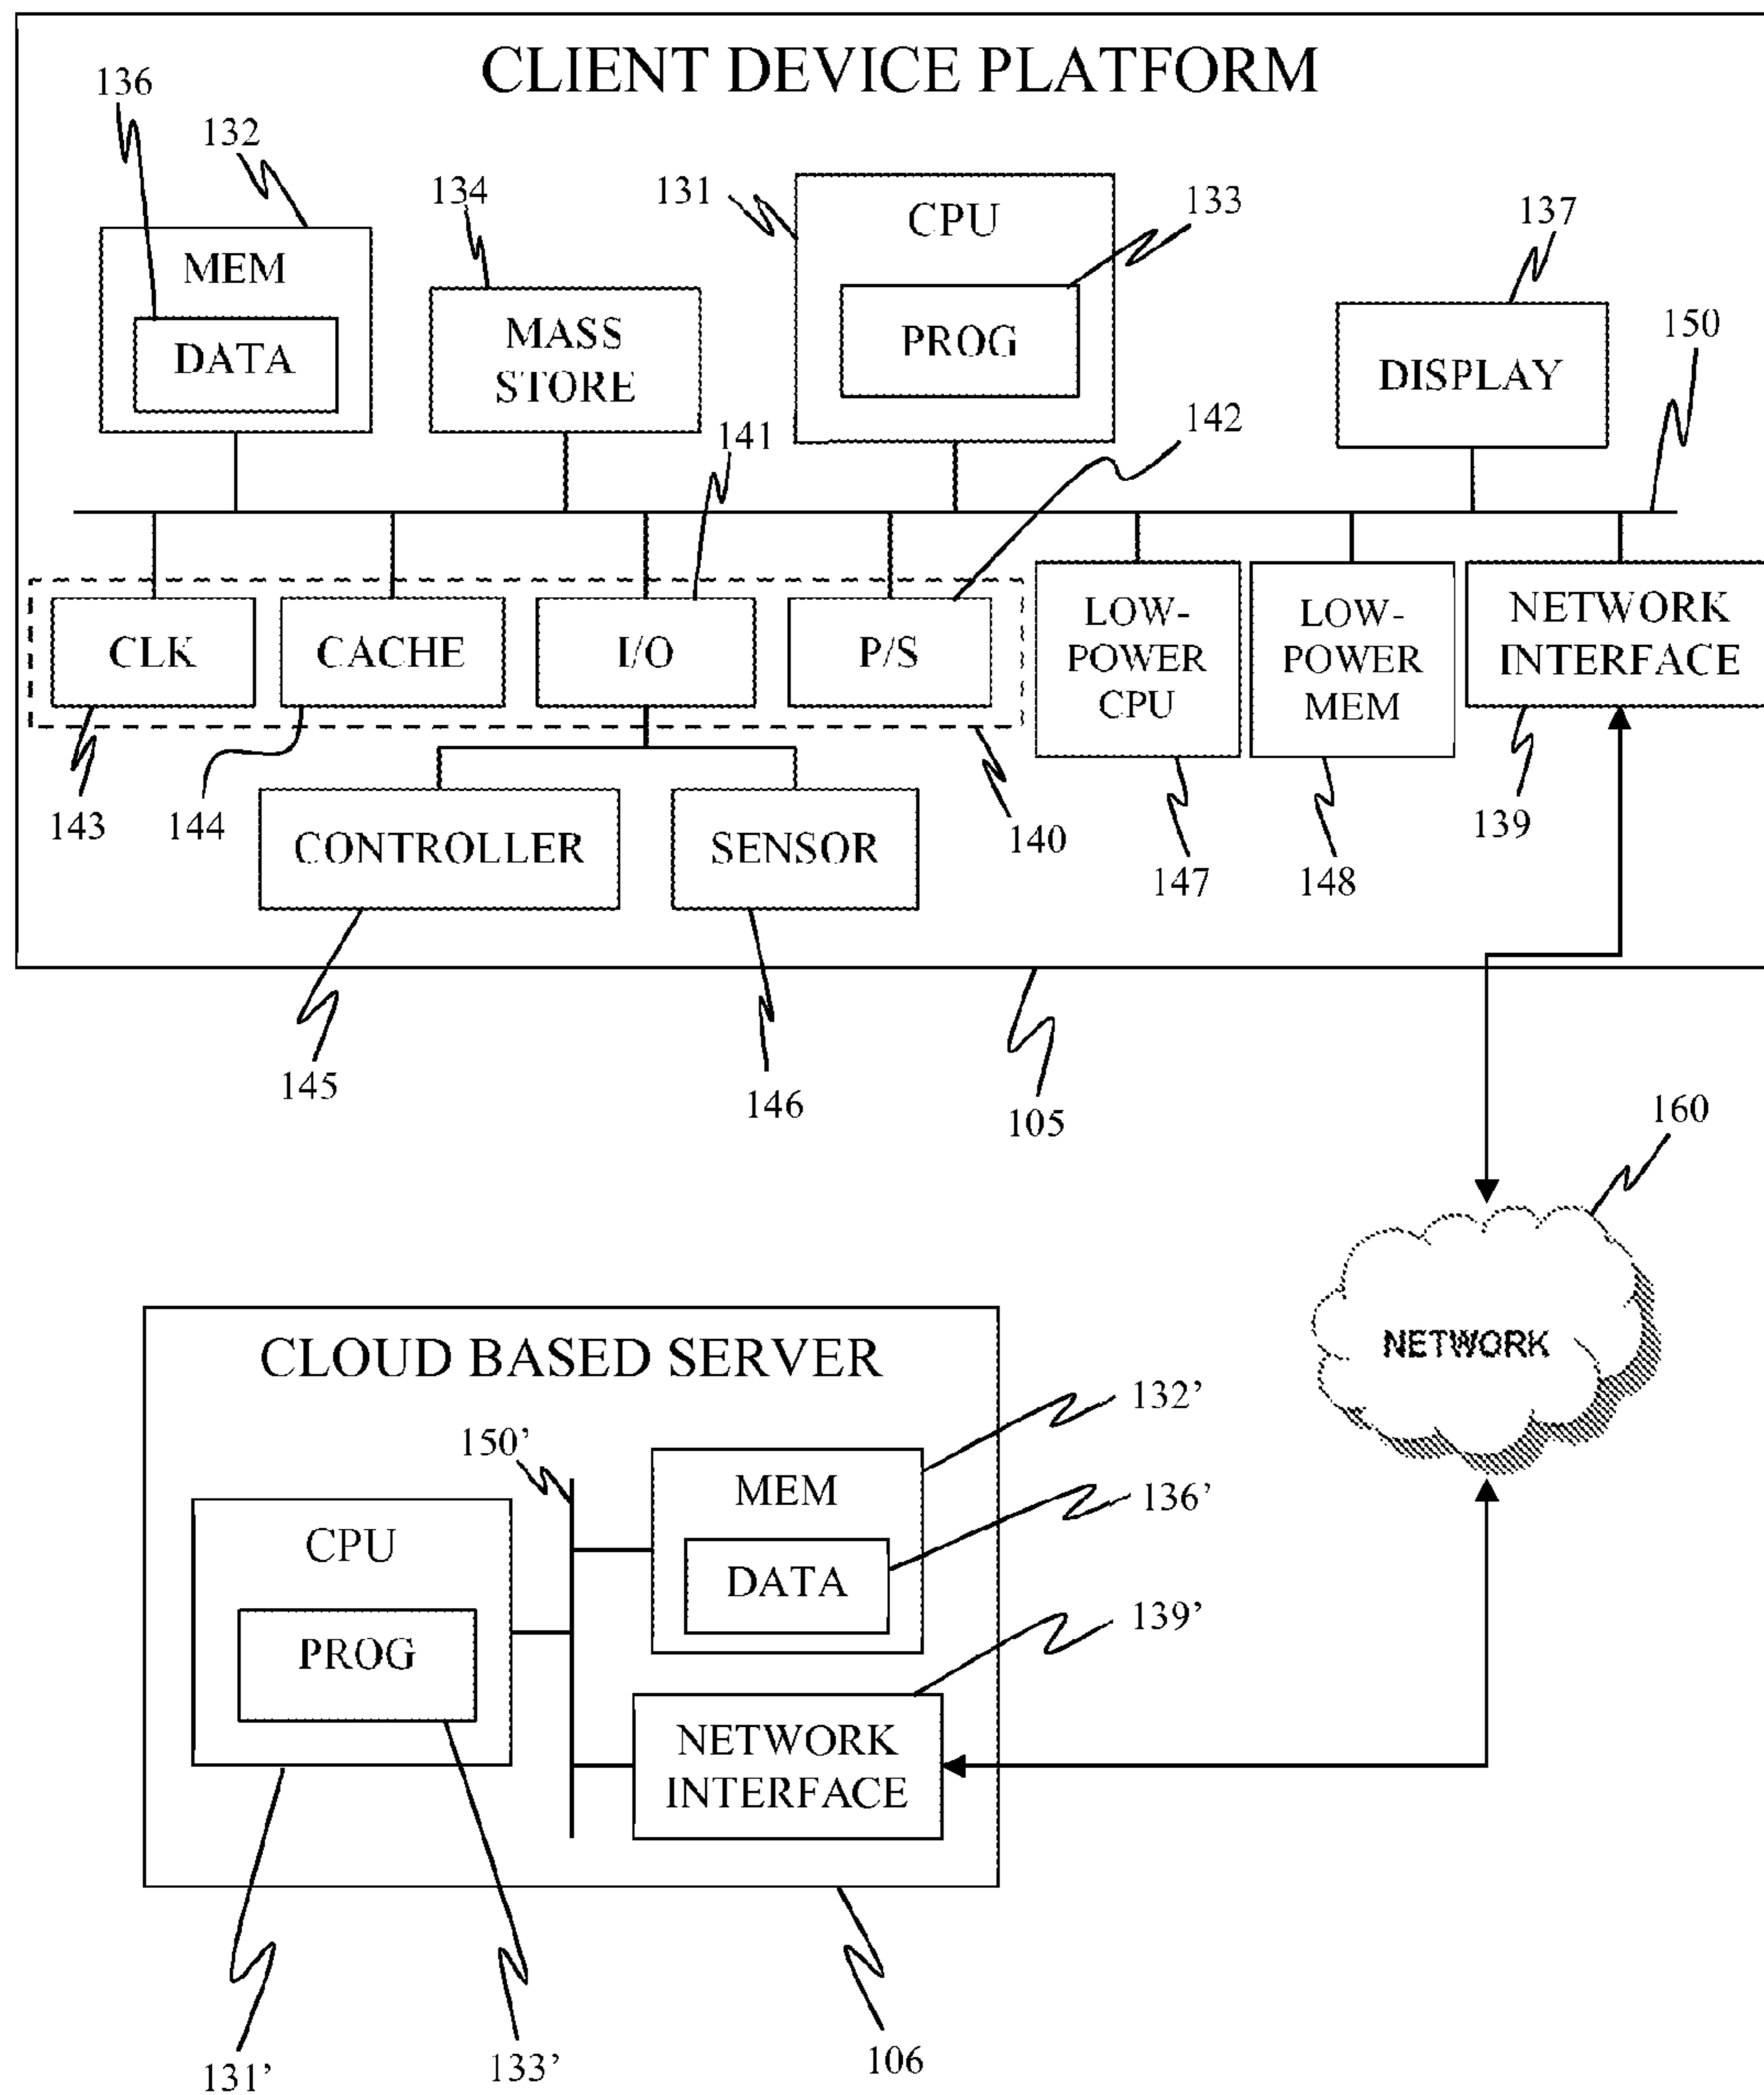 CLIENT DEVICE PLATFORM
136
132
134
131
133
137
MEM
CPU
DATA
MASS
STORE
PROG
DISPLAY
150
141
142
CLK
CACHE
I/O
P/S
LOW-
POWER
CPU
LOW-
POWER
MEM
NETWORK
INTERFACE
143
144
CONTROLLER
SENSOR
140
147
148
139
145
146
105
160
NETWORK
CLOUD BASED SERVER
132’
150’
MEM
136’
CPU
DATA
139’
PROG
NETWORK
INTERFACE
131’
133’
106